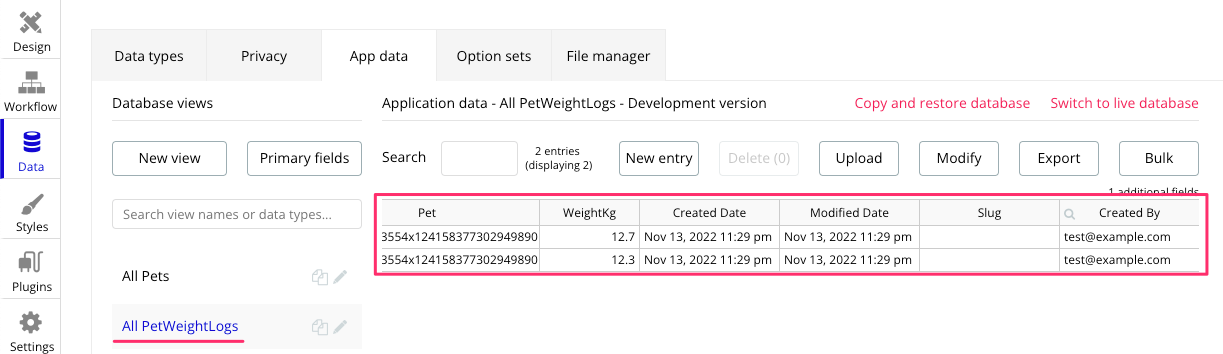 Design
Workflow
Data
Styles
Plugins
Settings
Data types
Privacy
App data
Option sets
File manager
Database views
New view
Primary fields
Search view names or data types...
All Pets
All PetWeightLogs
Application data - All PetWeightLogs - Development version
Copy and restore database
Switch to live database
Search
2 entries
(displaying 2)
New entry
Delete (0)
Upload
Modify
Export
Bulk
1 additional fields
Pet WeightKg Created Date Modified Date Slug Created By
3554x124158377302949890 12.7 Nov 13, 2022 11:29 pm Nov 13, 2022 11:29 pm test@example.com
3554x124158377302949890 12.3 Nov 13, 2022 11:29 pm Nov 13, 2022 11:29 pm test@example.com